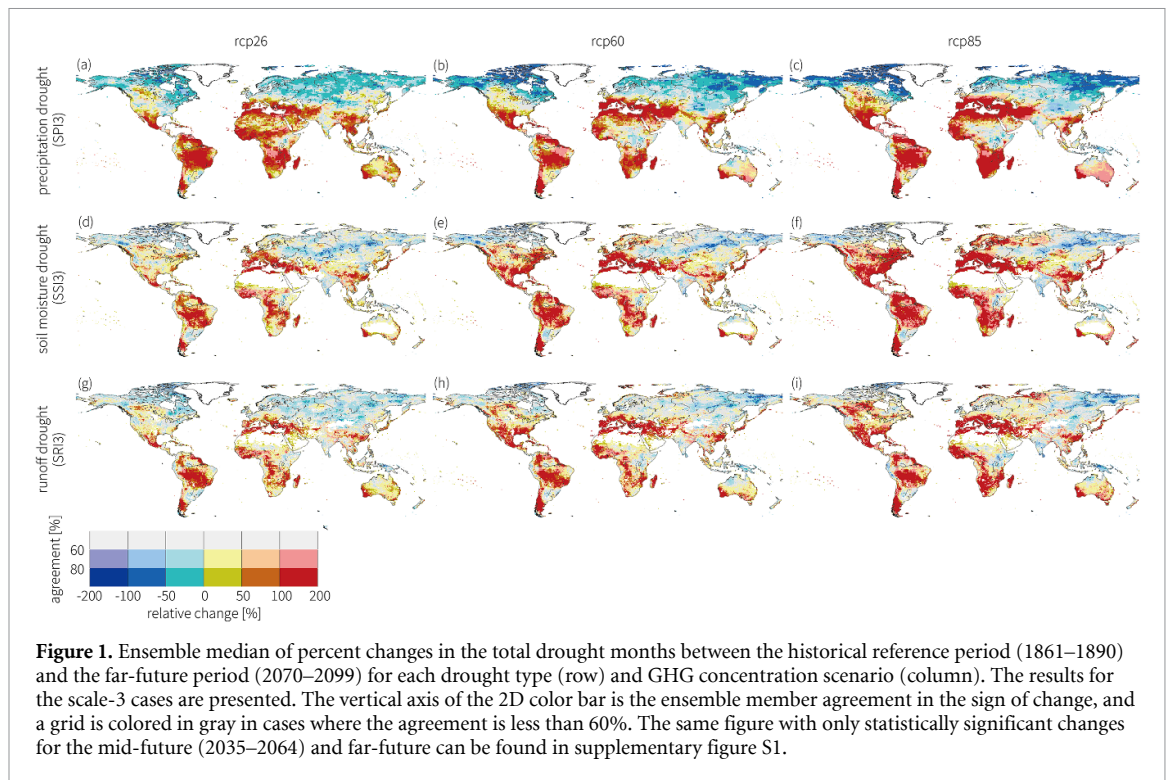 rcp26
rcp60
rcp85
precipitation drought
(SPI3)
(a)
(b)
(c)
soil moisture drought
(SSI3)
(d)
(e)
(f)
runoff drought
(SRI3)
(g)
(h)
(i)
agreement [%]
60
80
-200 -100 -50 0 50 100 200
relative change [%]
Figure 1. Ensemble median of percent changes in the total drought months between the historical reference period (1861–1890)
and the far-future period (2070–2099) for each drought type (row) and GHG concentration scenario (column). The results for
the scale-3 cases are presented. The vertical axis of the 2D color bar is the ensemble member agreement in the sign of change, and
a grid is colored in gray in cases where the agreement is less than 60%. The same figure with only statistically significant changes
for the mid-future (2035–2064) and far-future can be found in supplementary figure S1.